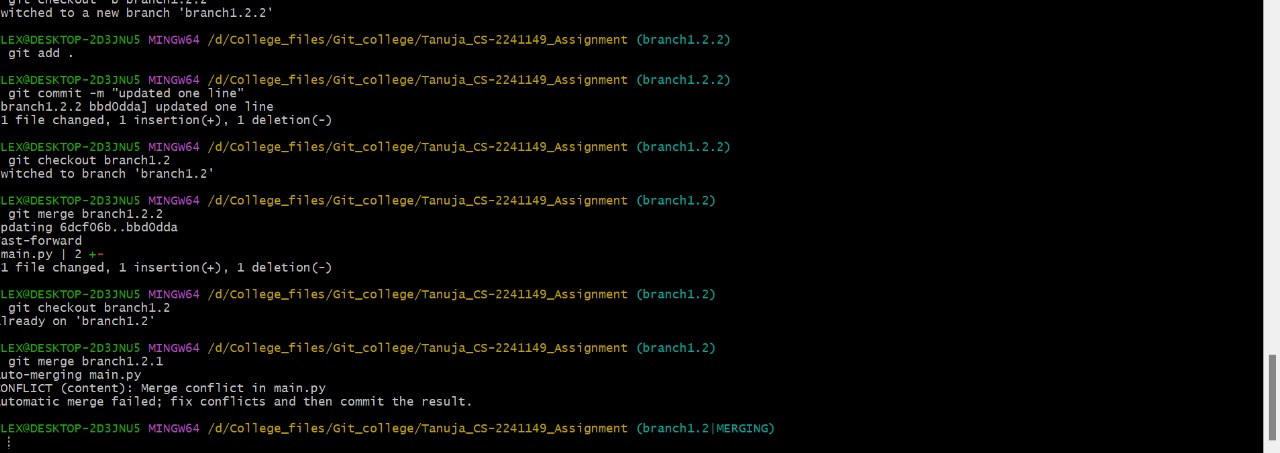 git checkout -b branch1.2.2
witched to a new branch 'branch1.2.2'
LEX@DESKTOP-2D3JNU5 MINGW64 /d/College_files/Git_college/Tanuja_CS-2241149_Assignment (branch1.2.2)
git add .
LEX@DESKTOP-2D3JNU5 MINGW64 /d/College_files/Git_college/Tanuja_CS-2241149_Assignment (branch1.2.2)
git commit -m "updated one line"
branch1.2.2 bbd0dda] updated one line
1 file changed, 1 insertion(+), 1 deletion(-)
LEX@DESKTOP-2D3JNU5 MINGW64 /d/College_files/Git_college/Tanuja_CS-2241149_Assignment (branch1.2.2)
git checkout branch1.2
witched to branch 'branch1.2'
LEX@DESKTOP-2D3JNU5 MINGW64 /d/College_files/Git_college/Tanuja_CS-2241149_Assignment (branch1.2)
git merge branch1.2.2
pdating 6dcf06b..bbd0dda
ast-forward
main.py | 2 +-
1 file changed, 1 insertion(+), 1 deletion(-)
LEX@DESKTOP-2D3JNU5 MINGW64 /d/College_files/Git_college/Tanuja_CS-2241149_Assignment (branch1.2)
git checkout branch1.2
lready on 'branch1.2'
LEX@DESKTOP-2D3JNU5 MINGW64 /d/College_files/Git_college/Tanuja_CS-2241149_Assignment (branch1.2)
git merge branch1.2.1
uto-merging main.py
ONFLICT (content): Merge conflict in main.py
utomatic merge failed; fix conflicts and then commit the result.
LEX@DESKTOP-2D3JNU5 MINGW64 /d/College_files/Git_college/Tanuja_CS-2241149_Assignment (branch1.2|MERGING)